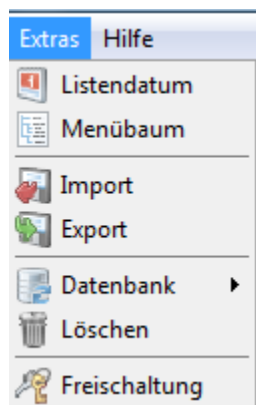 Extras Hilfe
Listendatum
Menübaum
Import
Export
Datenbank
Löschen
Freischaltung